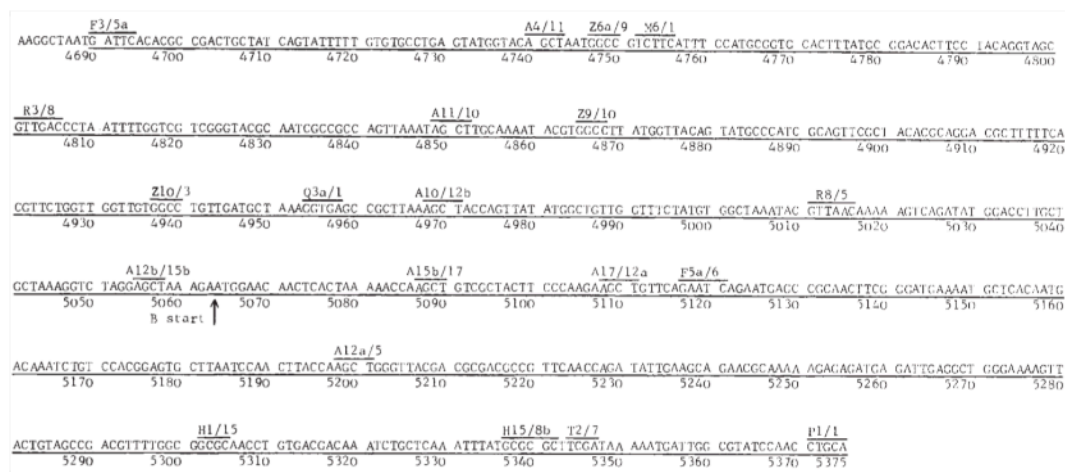 F3/5a A4/11 Z6a/9 M6/1
AAGGCTAATG ATTCACACGC CGACTGCTAT CAGTATTTTT GTGTGCCTGA GTATGGTACA GCTAATGGCC GTCTTCATTT CCATGCGGTG CACTTTATGC GGACACTTCC TACAGGTAGC
4690 4700 4710 4720 4730 4740 4750 4760 4770 4780 4790 4800
R3/8 A11/10 Z9/10
GTTGACCCTA ATTTTGGTCG TCGGGTACGC AATCGCCGCC AGTTAAATAG CTTGCAAAAT ACGTGGCCTT ATGGTTACAG TATGCCCATC GCAGTTCGCT ACACGCAGGA CGCTTTTTCA
4810 4820 4830 4840 4850 4860 4870 4880 4890 4900 4910 4920
Z10/3 Q3a/1 A10/12b R8/5
CGTTCTGGTT GGTTGTGGCC TGTTGATGCT AAAGGTGAGC CGCTTAAAGC TACCAGTTAT ATGGCTGTTG GTTTCTATGT GGCTAAATAC GTTAACAAAA AGTCAGATAT GGACCTTGCT
4930 4940 4950 4960 4970 4980 4990 5000 5010 5020 5030 5040
A12b/15b A15b/17 A17/12a F5a/6
GCTAAAGGTC TAGGAGCTAA AGAATGGAAC AACTCACTAA AAACCAAGCT GTCGCTACTT CCCAAGAAGC TGTTCAGAAT CAGAATGAGC CGCAACTTCG GGATGAAAAT GCTCACAATG
5050 5060 5070 5080 5090 5100 5110 5120 5130 5140 5150 5160
B start
A12a/5
ACAAATCTGT CCACGGAGTG CTTAATCCAA CTTACCAAGC TGGGTTACGA CGCGACGCCG TTCAACCAGA TATTGAAGCA GAACGCAAAA AGAGAGATGA GATTGAGGCT GGGAAAAGTT
5170 5180 5190 5200 5210 5220 5230 5240 5250 5260 5270 5280
H1/15 H15/8b T2/7 P1/1
ACTGTAGCCG ACGTTTTGGC GGCGCAACCT GTGACGACAA ATCTGCTCAA ATTTATGCGC GCTTCGATAA AAATGATTGG CGTATCCAAC CTGCA
5290 5300 5310 5320 5330 5340 5350 5360 5370 5375